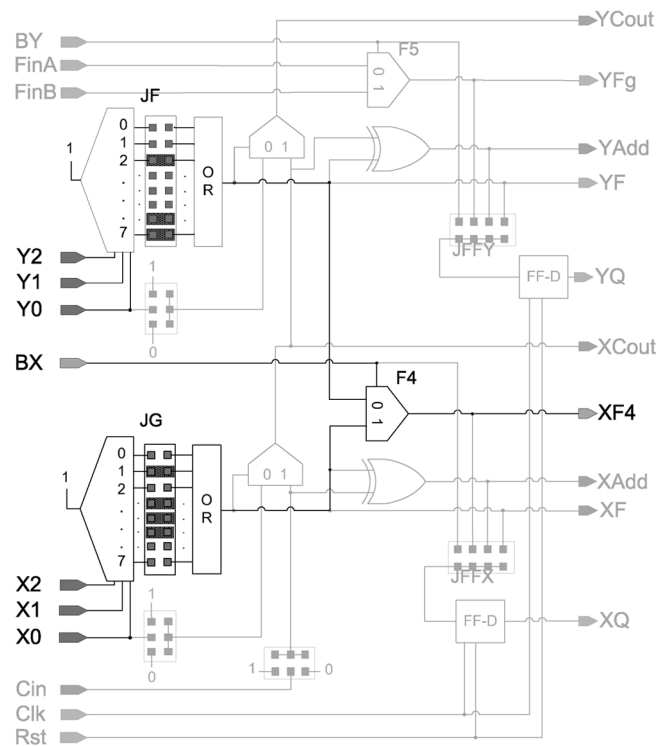 YCout
BY
F5
FinA
0
1
YFg
FinB
JF
0
1
1
2
.
.
.
7
O
R
0 1
YAdd
YF
JFFY
Y2
Y1
Y0
1
0
FF-D
YQ
XCout
BX
F4
0
1
XF4
JG
0
1
1
2
.
.
.
7
O
R
0 1
XAdd
XF
JFFX
X2
X1
X0
1
0
FF-D
XQ
1
0
Cin
Clk
Rst